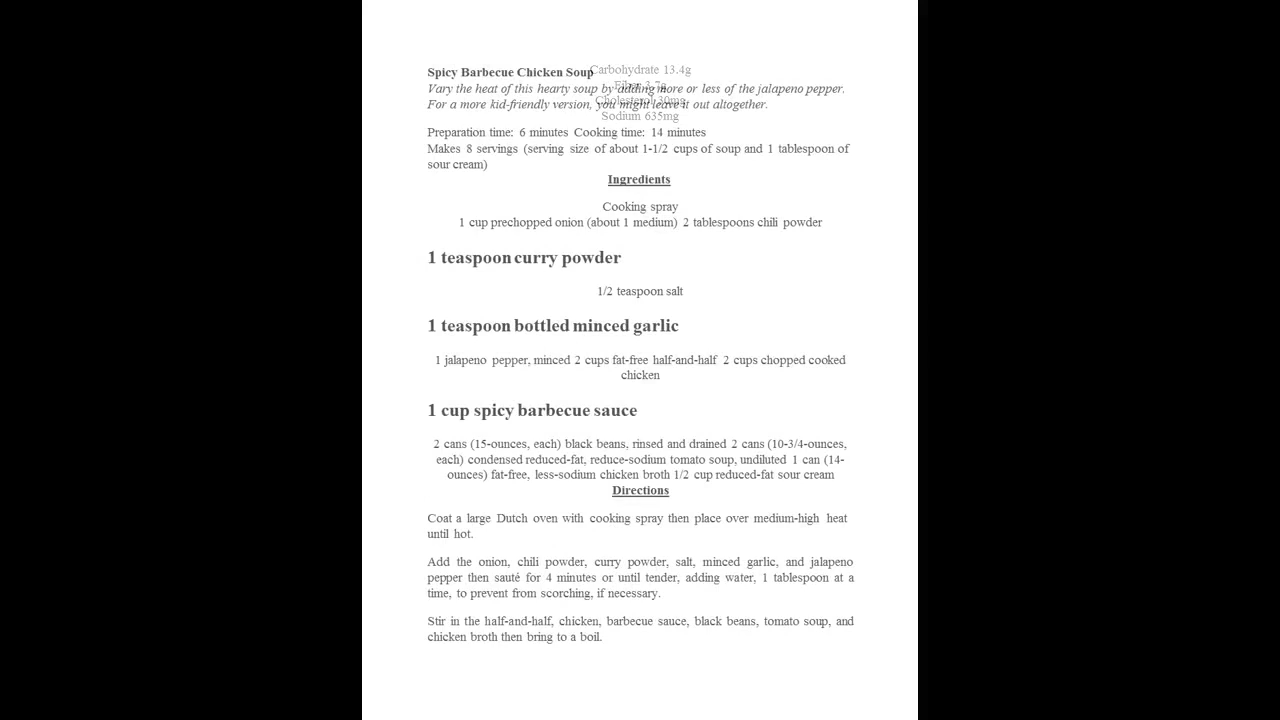 Spicy Barbecue Chicken Soup
Carbohydrate 13.4g
Fiber 3.7g
Vary the heat of this hearty soup by adding more or less of the jalapeno pepper.
Cholesterol 30mg
For a more kid-friendly version, you might leave it out altogether.
Sodium 635mg
Preparation time: 6 minutes Cooking time: 14 minutes
Makes 8 servings (serving size of about 1-1/2 cups of soup and 1 tablespoon of
sour cream)
Ingredients
Cooking spray
1 cup prechopped onion (about 1 medium) 2 tablespoons chili powder
1 teaspoon curry powder
1/2 teaspoon salt
1 teaspoon bottled minced garlic
1 jalapeno pepper, minced 2 cups fat-free half-and-half 2 cups chopped cooked
chicken
1 cup spicy barbecue sauce
2 cans (15-ounces, each) black beans, rinsed and drained 2 cans (10-3/4-ounces,
each) condensed reduced-fat, reduce-sodium tomato soup, undiluted 1 can (14-
ounces) fat-free, less-sodium chicken broth 1/2 cup reduced-fat sour cream
Directions
Coat a large Dutch oven with cooking spray then place over medium-high heat
until hot.
Add the onion, chili powder, curry powder, salt, minced garlic, and jalapeno
pepper then sauté for 4 minutes or until tender, adding water, 1 tablespoon at a
time, to prevent from scorching, if necessary.
Stir in the half-and-half, chicken, barbecue sauce, black beans, tomato soup, and
chicken broth then bring to a boil.